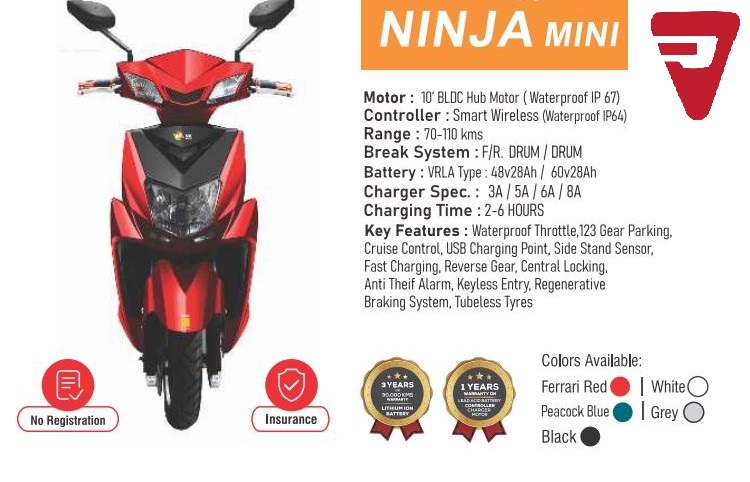 NINJA MINI
Motor : 10' BLDC Hub Motor ( Waterproof IP 67)
Controller : Smart Wireless (Waterproof IP64)
Range : 70-110 kms
Break System : F/R. DRUM / DRUM
Battery : VRLA Type : 48v28Ah / 60v28Ah
Charger Spec. : 3A / 5A / 6A / 8A
Charging Time : 2-6 HOURS
Key Features : Waterproof Throttle,123 Gear Parking,
Cruise Control, USB Charging Point, Side Stand Sensor,
Fast Charging, Reverse Gear, Central Locking,
Anti Theif Alarm, Keyless Entry, Regenerative
Braking System, Tubeless Tyres
No Registration
Insurance
3 YEARS
OR
30,000 KMS
WARRANTY
LITHIUM ION
BATTERY
1 YEARS
WARRANTY ON
LEAD ACID BATTERY
CONTROLLER
CHARGER
MOTOR
Colors Available:
Ferrari Red | White
Peacock Blue | Grey
Black